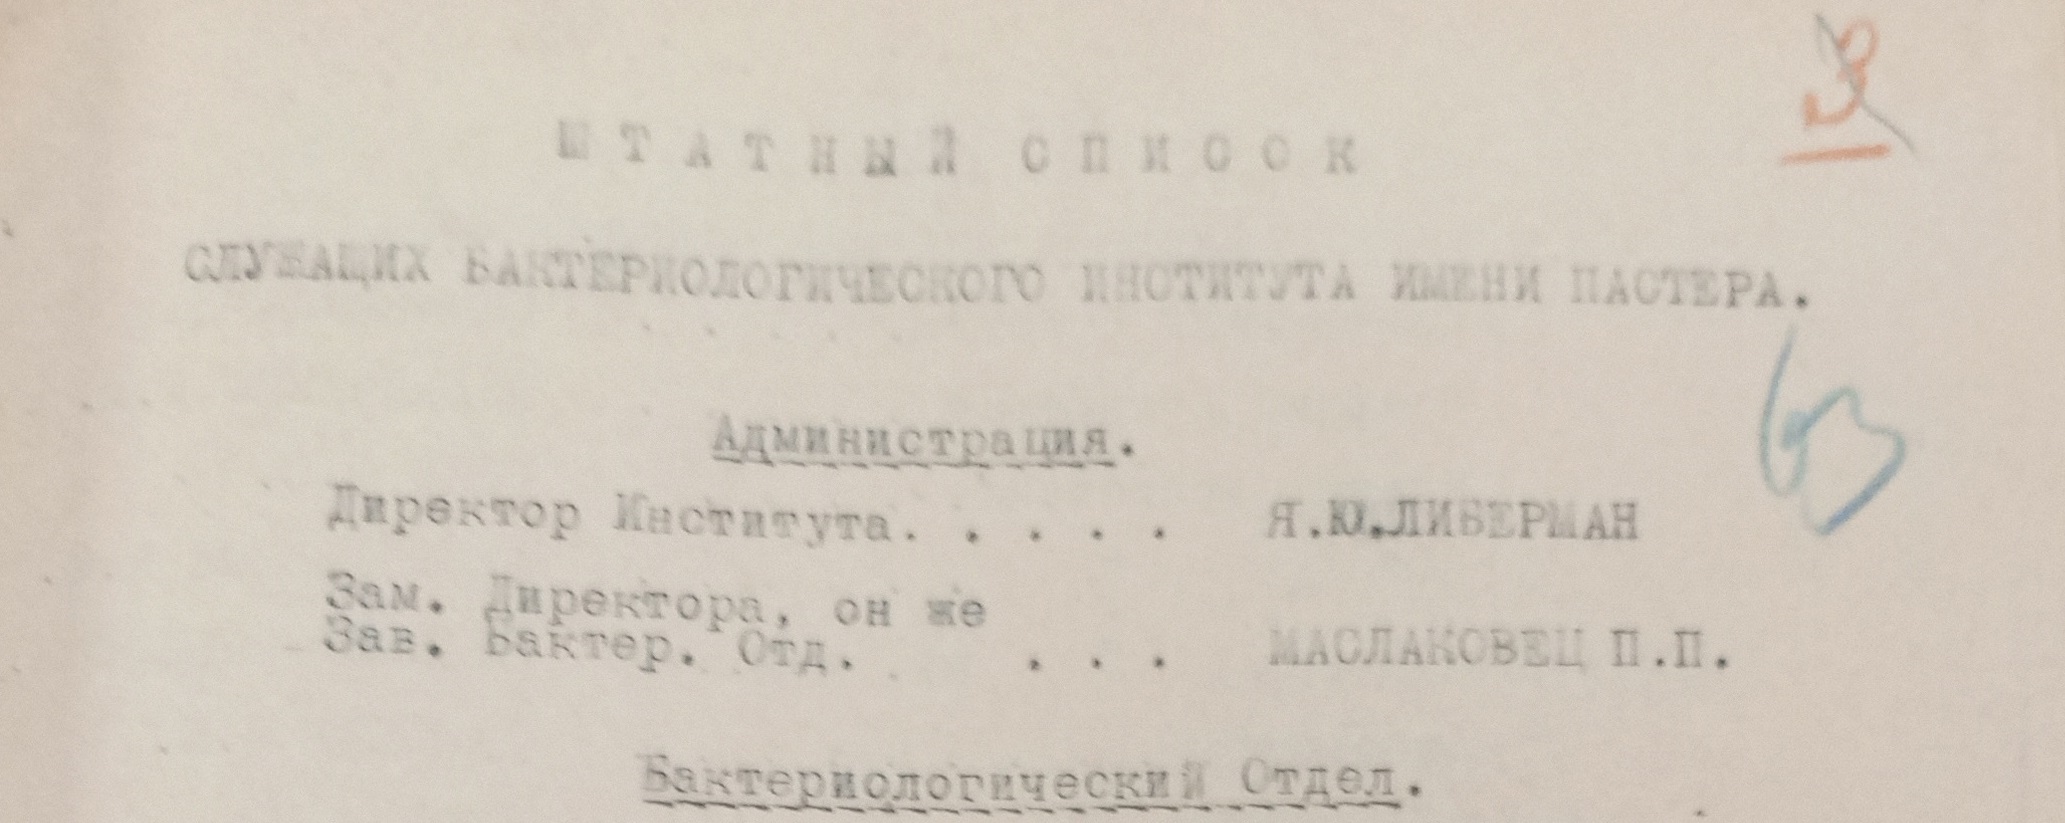 3
ШТАТНЫЙ СПИСОК
СЛУЖАЩИХ БАКТЕРИОЛОГИЧЕСКОГО ИНСТИТУТА ИМЕНИ ПАСТЕРА.
63
Администрация.
Директор Института. . . . . Я.Ю.ЛИБЕРМАН
Зам. Директора, он же
Зав. Бактер. Отд. . . . МАСЛАКОВЕЦ П.П.
Бактериологический Отдел.